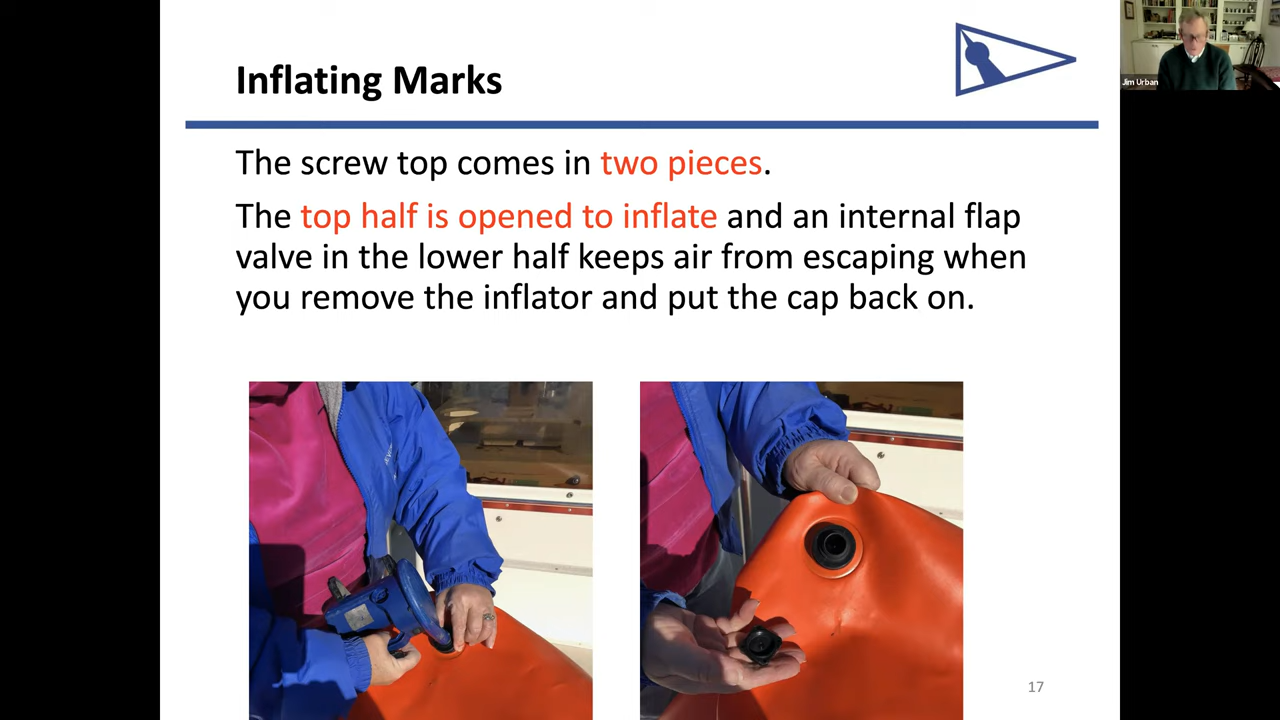 Inflating Marks
Jim Urban
The screw top comes in two pieces.
The top half is opened to inflate and an internal flap
valve in the lower half keeps air from escaping when
you remove the inflator and put the cap back on.
17